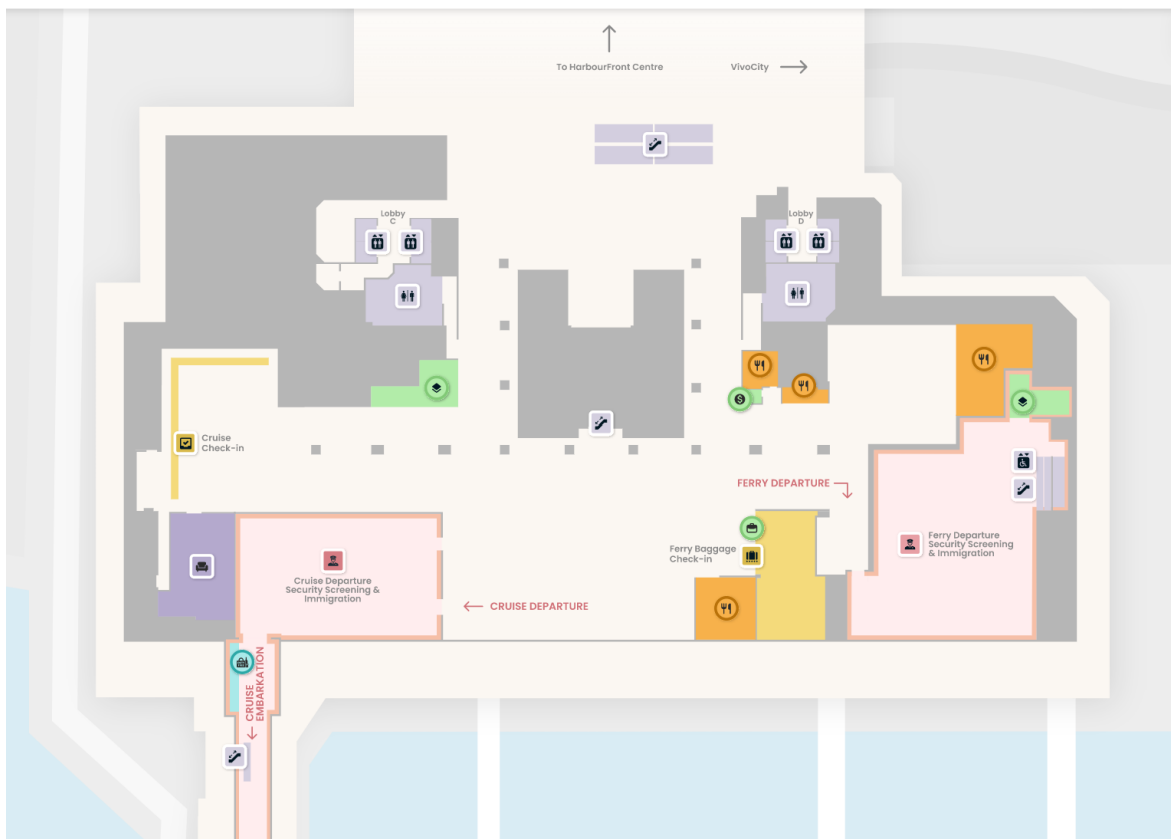 To HarbourFront Centre
VivoCity
Lobby
C
Lobby
D
$
Cruise
Check-in
FERRY DEPARTURE
Ferry Baggage
Check-in
Ferry Departure
Security Screening
& Immigration
Cruise Departure
Security Screening &
Immigration
CRUISE DEPARTURE
CRUISE
EMBARKATION